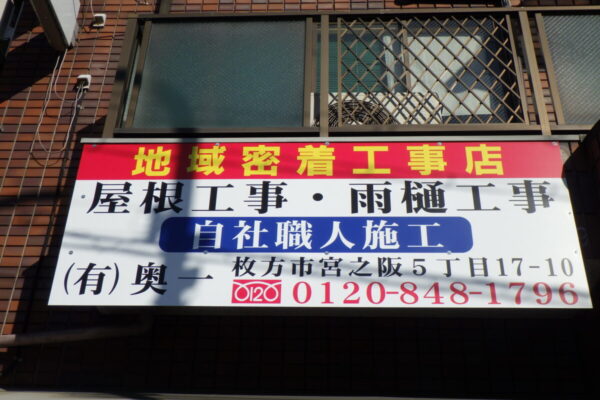 地域密着工事店
屋根工事・雨樋工事
自社職人施工
(有)奥一
枚方市宮之阪5丁目17-10
0120 0120-848-1796